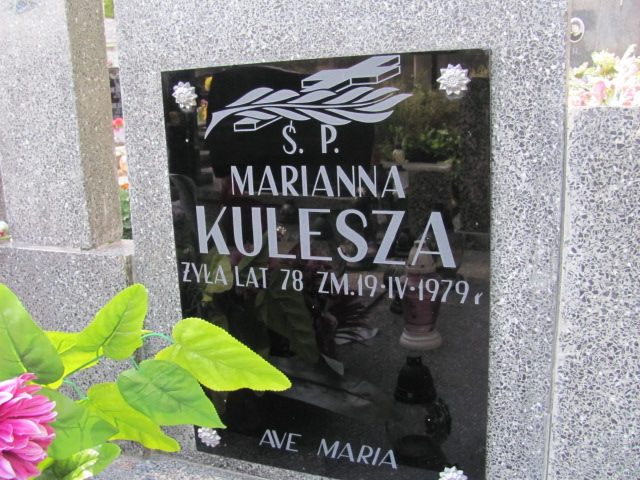 Ś. P.
MARIANNA
KULESZA
ŻYŁA LAT 78 ZM. 19·IV·1979 r
AVE MARIA